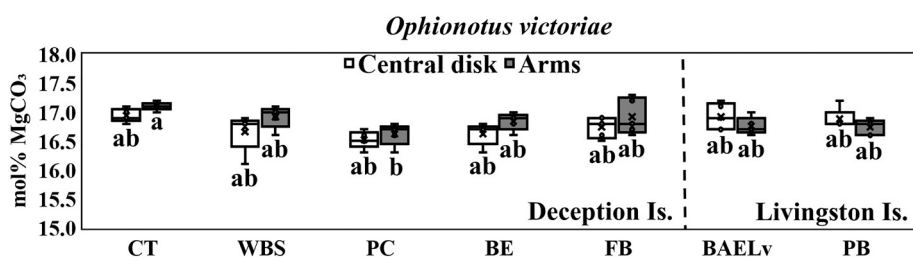 Ophionotus victoriae
Central disk Arms
mol% MgCO₃
18.0
17.5
17.0
16.5
16.0
15.5
15.0
ab a ab ab ab b ab ab ab ab ab ab ab ab
Deception Is. Livingston Is.
CT WBS PC BE FB BAELv PB